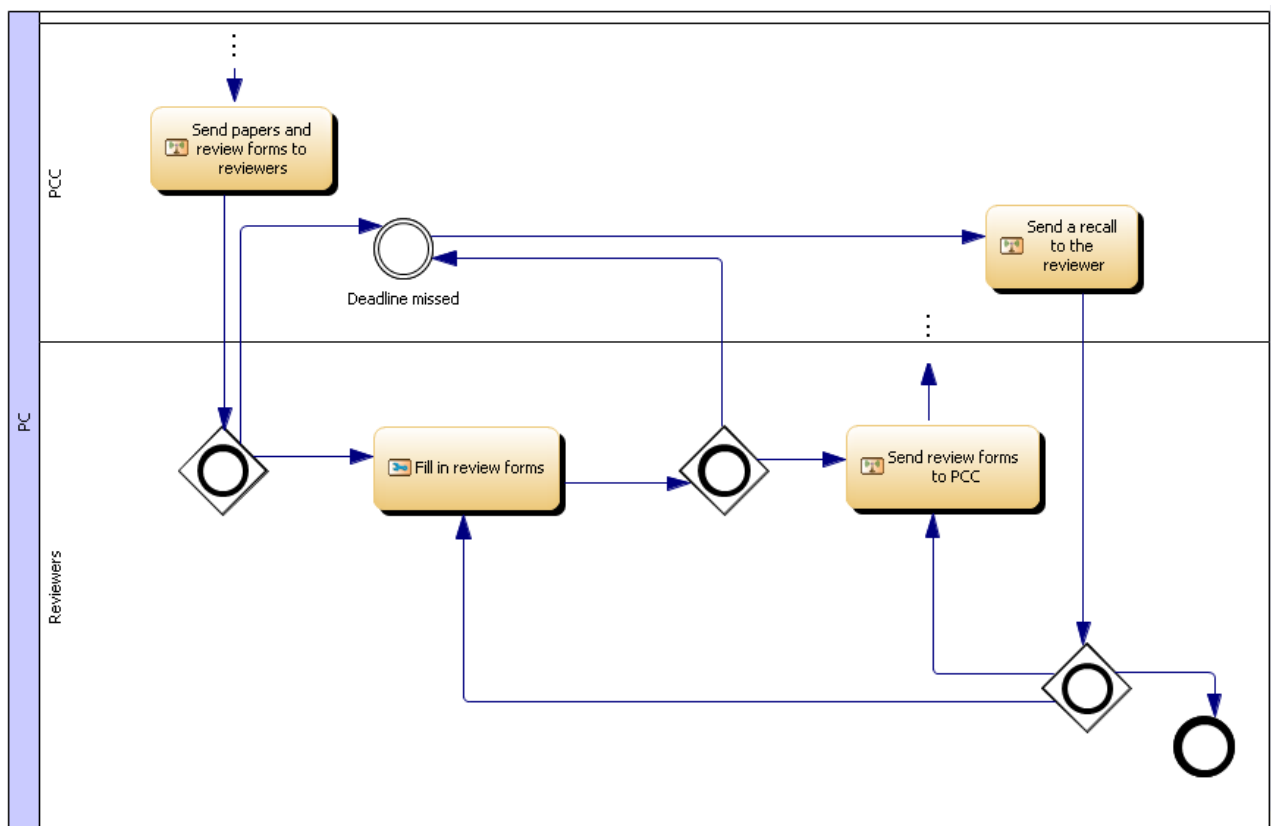 Send papers and
review forms to
reviewers
PCC
Send a recall
to the
reviewer
Deadline missed
PC
Fill in review forms
Send review forms
to PCC
Reviewers